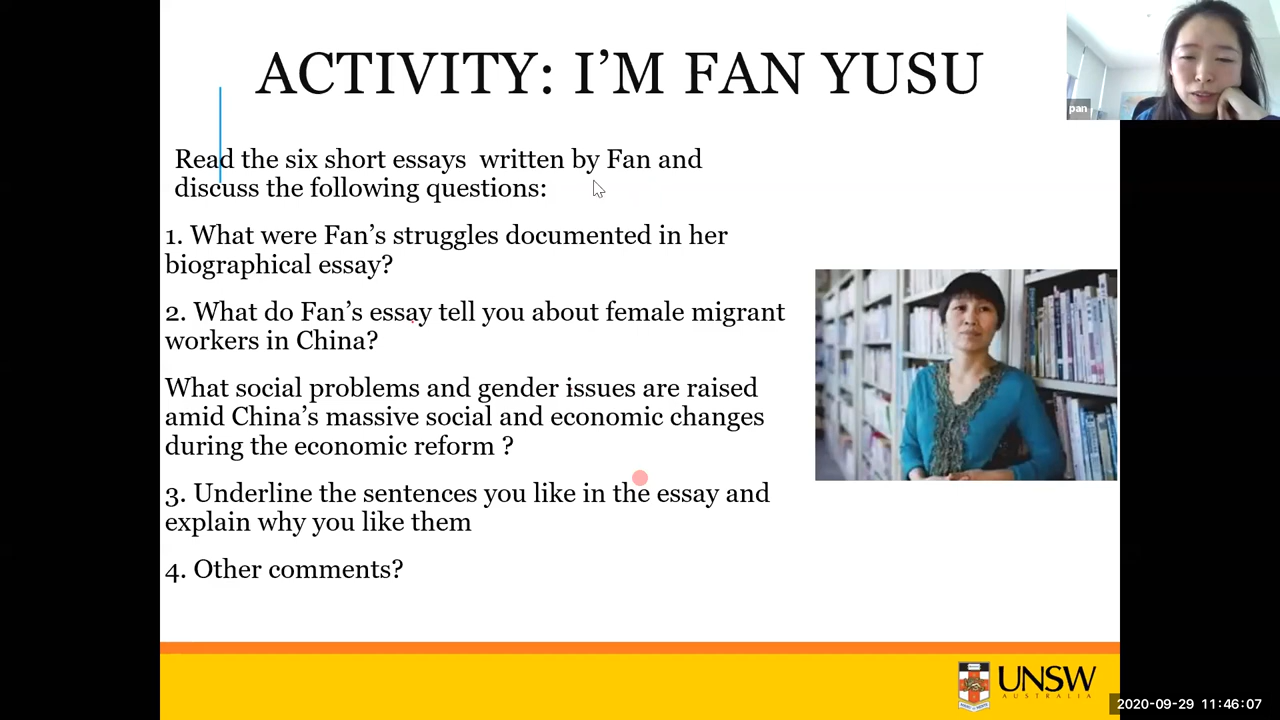 ACTIVITY: I’M FAN YUSU
pan
Read the six short essays  written by Fan and
discuss the following questions:
1. What were Fan’s struggles documented in her
biographical essay?
2. What do Fan’s essay tell you about female migrant
workers in China?
What social problems and gender issues are raised
amid China’s massive social and economic changes
during the economic reform ?
3. Underline the sentences you like in the essay and
explain why you like them
4. Other comments?
UNSW
AUSTRALIA
2020-09-29 11:46:07